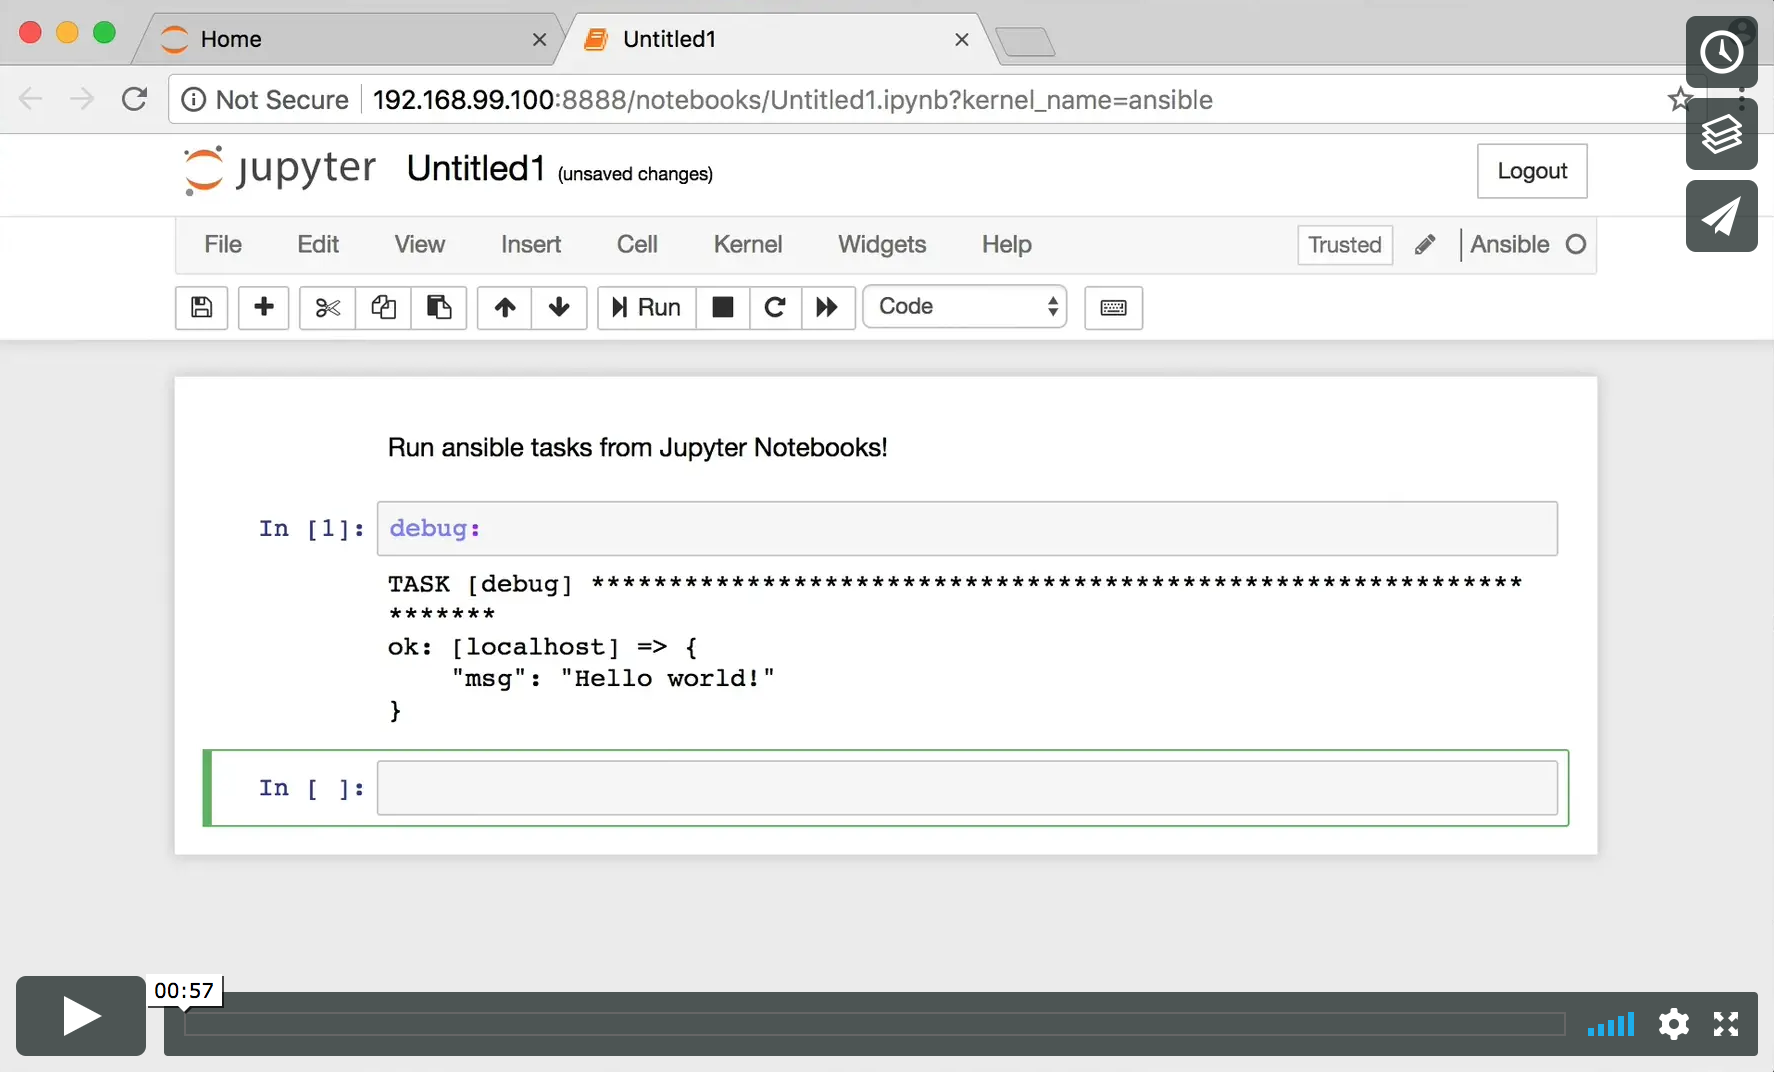 Home
Untitled1
Not Secure 192.168.99.100:8888/notebooks/Untitled1.ipynb?kernel_name=ansible
jupyter Untitled1 (unsaved changes)
Logout
File Edit View Insert Cell Kernel Widgets Help Trusted Ansible
Run Code
Run ansible tasks from Jupyter Notebooks!
In [1]: debug:
TASK [debug] ************************************************************
*******
ok: [localhost] => {
    "msg": "Hello world!"
}
In [ ]:
00:57